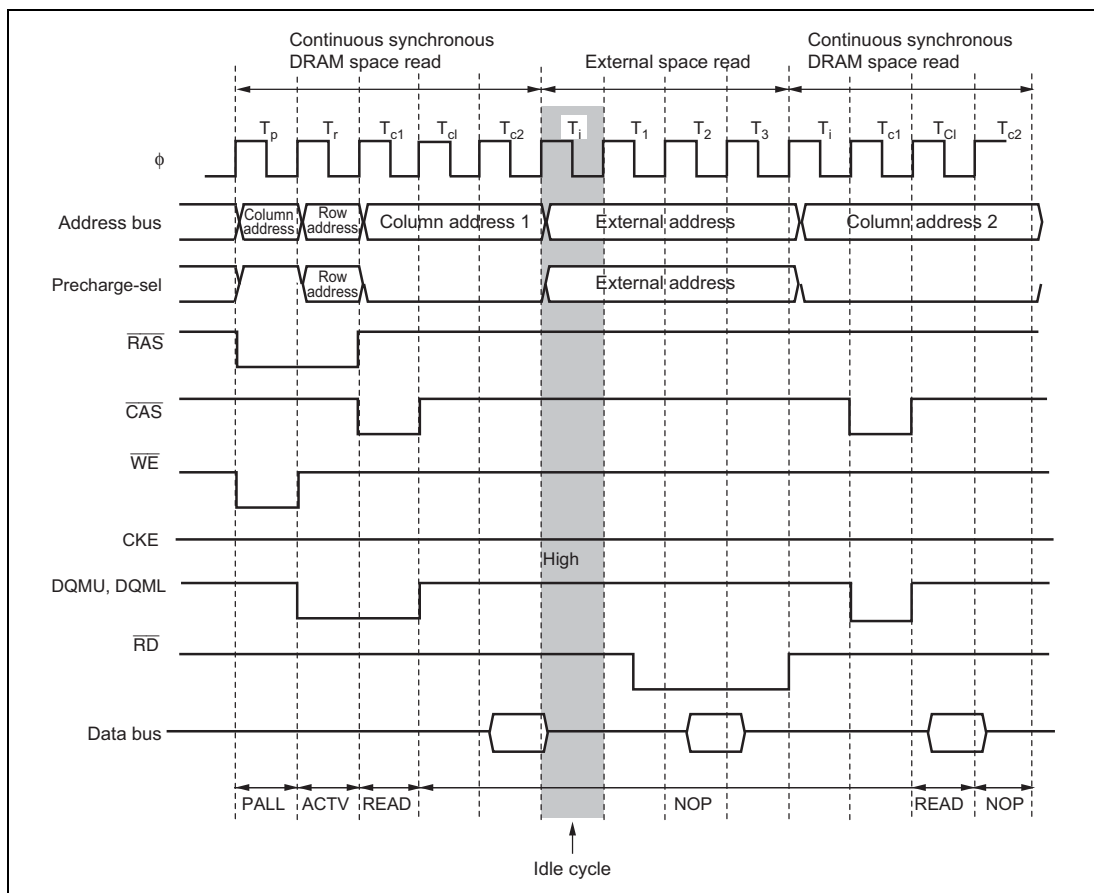 Continuous synchronous
DRAM space read
External space read
Continuous synchronous
DRAM space read
Tp Tr Tc1 Tcl Tc2 Ti T1 T2 T3 Ti Tc1 TCl Tc2
ϕ
Address bus
Column address
Row address
Column address 1
External address
Column address 2
Precharge-sel
Row address
External address
RAS
CAS
WE
CKE
High
DQMU, DQML
RD
Data bus
PALL ACTV READ NOP READ NOP
Idle cycle